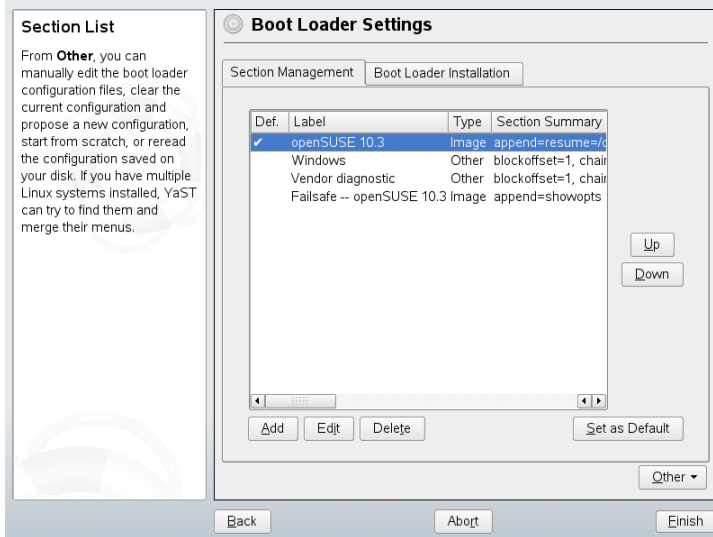 Section List
From Other, you can
manually edit the boot loader
configuration files, clear the
current configuration and
propose a new configuration,
start from scratch, or reread
the configuration saved on
your disk. If you have multiple
Linux systems installed, YaST
can try to find them and
merge their menus.
Boot Loader Settings
Section Management Boot Loader Installation
Def. Label Type Section Summary
openSUSE 10.3 Image append=resume=/d
Windows Other blockoffset=1, chair
Vendor diagnostic Other blockoffset=1, chair
Failsafe -- openSUSE 10.3 Image append=showopts
Up
Down
Add Edit Delete Set as Default
Other
Back Abort Finish